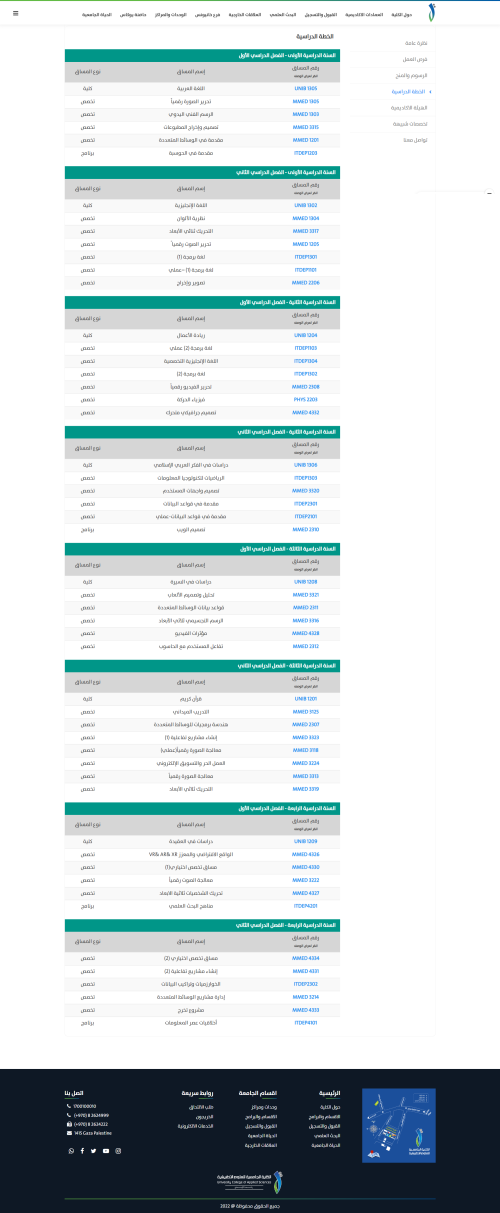 حول الكلية العمادات الأكاديمية القبول والتسجيل البحث العلمي العلاقات الخارجية فرع خانيونس الوحدات والمراكز حاضنة يوكاس الحياة الجامعية
نظرة عامة
فرص العمل
الرسوم والمنح
الخطة الدراسية
الهيئة الأكاديمية
تخصصات شبيهة
تواصل معنا
الخطة الدراسية
السنة الدراسية الأولى - الفصل الدراسي الأول
رقم المساق إسم المساق نوع المساق
UNIB 1305 اللغة العربية كلية
MMED 1305 تحرير الصورة رقمياً تخصص
MMED 1303 الرسم الفني اليدوي تخصص
MMED 3315 تصميم وإخراج المطبوعات تخصص
MMED 1201 مقدمة في الوسائط المتعددة تخصص
ITDEP1203 مقدمة في الحوسبة برنامج
السنة الدراسية الأولى - الفصل الدراسي الثاني
رقم المساق إسم المساق نوع المساق
UNIB 1302 اللغة الإنجليزية كلية
MMED 1304 نظرية الألوان تخصص
MMED 3317 التحريك ثنائي الأبعاد تخصص
MMED 1205 تحرير الصوت رقمياً تخصص
ITDEP1301 لغة برمجة (1) تخصص
ITDEP1101 لغة برمجة (1) -عملي تخصص
MMED 2206 تصوير وإخراج تخصص
السنة الدراسية الثانية - الفصل الدراسي الأول
رقم المساق إسم المساق نوع المساق
UNIB 1204 ريادة الأعمال كلية
ITDEP1103 لغة برمجة (2) عملي تخصص
ITDEP1304 اللغة الإنجليزية التخصصية تخصص
ITDEP1302 لغة برمجة (2) تخصص
MMED 2308 تحرير الفيديو رقمياً تخصص
PHYS 2203 فيزياء الحركة تخصص
MMED 4332 تصميم جرافيكي متحرك تخصص
السنة الدراسية الثانية - الفصل الدراسي الثاني
رقم المساق إسم المساق نوع المساق
UNIB 1306 دراسات في الفكر العربي الإسلامي كلية
ITDEP1303 الرياضيات لتكنولوجيا المعلومات تخصص
MMED 3320 تصميم واجهات المستخدم تخصص
ITDEP2301 مقدمة في قواعد البيانات تخصص
ITDEP2101 مقدمة في قواعد البيانات-عملي تخصص
MMED 2310 تصميم الويب برنامج
السنة الدراسية الثالثة - الفصل الدراسي الأول
رقم المساق إسم المساق نوع المساق
UNIB 1208 دراسات في السيرة كلية
MMED 3321 تحليل وتصميم الألعاب تخصص
MMED 2311 قواعد بيانات الوسائط المتعددة تخصص
MMED 3316 الرسم التجسيمي ثلاثي الأبعاد تخصص
MMED 4328 مؤثرات الفيديو تخصص
MMED 2312 تفاعل المستخدم مع الحاسوب تخصص
السنة الدراسية الثالثة - الفصل الدراسي الثاني
رقم المساق إسم المساق نوع المساق
UNIB 1201 قرآن كريم كلية
MMED 3125 التدريب الميداني تخصص
MMED 2307 هندسة برمجيات للوسائط المتعددة تخصص
MMED 3323 إنشاء مشاريع تفاعلية (1) تخصص
MMED 3118 معالجة الصورة رقمياً(عملي) تخصص
MMED 3224 العمل الحر والتسويق الإلكتروني تخصص
MMED 3313 معالجة الصورة رقمياً تخصص
MMED 3319 التحريك ثلاثي الأبعاد تخصص
السنة الدراسية الرابعة - الفصل الدراسي الأول
رقم المساق إسم المساق نوع المساق
UNIB 1209 دراسات في العقيدة كلية
MMED 4326 الواقع الافتراضي والمعزز VR& AR& XR تخصص
MMED 4330 مساق تخصص اختياري(1) تخصص
MMED 3222 معالجة الصوت رقمياً تخصص
MMED 4327 تحريك الشخصيات ثلاثية الأبعاد تخصص
ITDEP4201 مناهج البحث العلمي برنامج
السنة الدراسية الرابعة - الفصل الدراسي الثاني
رقم المساق إسم المساق نوع المساق
MMED 4334 مساق تخصص اختياري (2) تخصص
MMED 4331 إنشاء مشاريع تفاعلية (2) تخصص
ITDEP2302 الخوارزميات وتراكيب البيانات تخصص
MMED 3214 إدارة مشاريع الوسائط المتعددة تخصص
MMED 4333 مشروع تخرج تخصص
ITDEP4101 أخلاقيات عصر المعلومات برنامج
الرئيسية
حول الكلية
الأقسام والبرامج
القبول والتسجيل
البحث العلمي
الحياة الجامعية
اقسام الجامعة
وحدات ومراكز
الأقسام والبرامج
القبول والتسجيل
الحياة الجامعية
العلاقات الخارجية
روابط سريعة
طلب الالتحاق
الخريجون
الخدمات الالكترونية
اتصل بنا
1700100010
(+970) 8 2624999
(+970) 8 2624222
1415 Gaza Palestine
الكلية الجامعية للعلوم التطبيقية
University College of Applied Sciences
جميع الحقوق محفوظة @ 2022